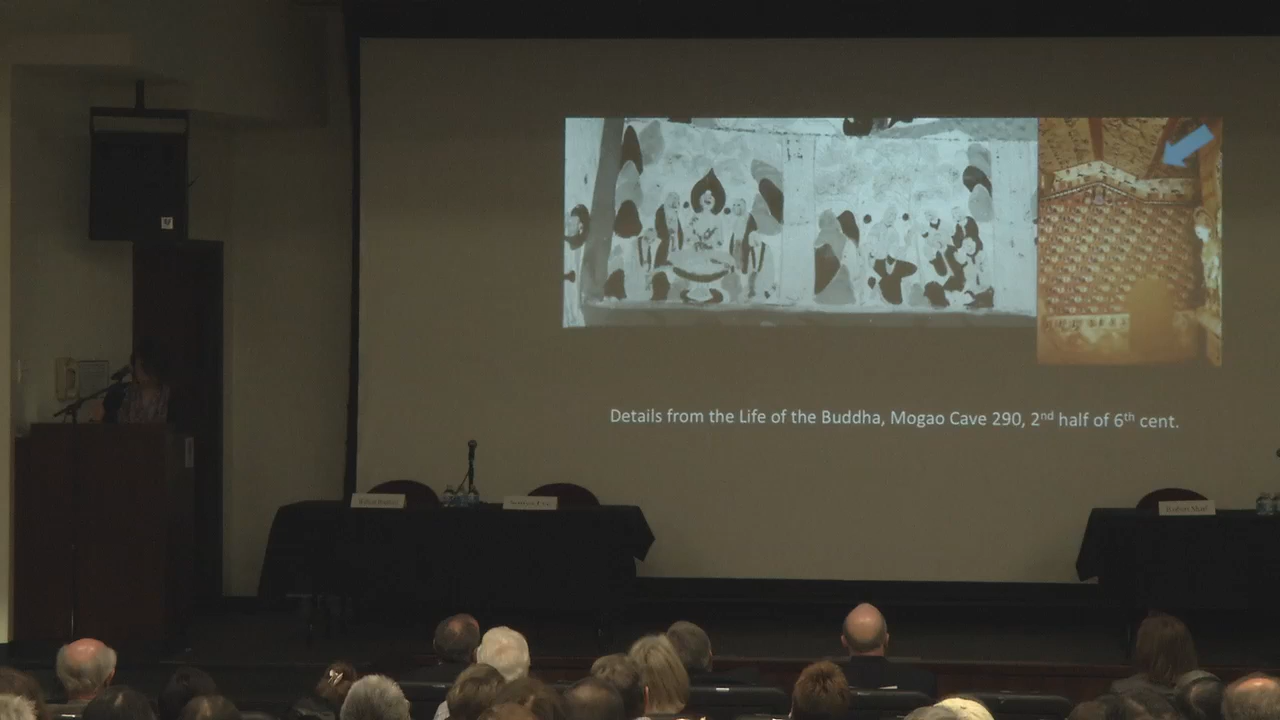 Details from the Life of the Buddha, Mogao Cave 290, 2nd half of 6th cent.